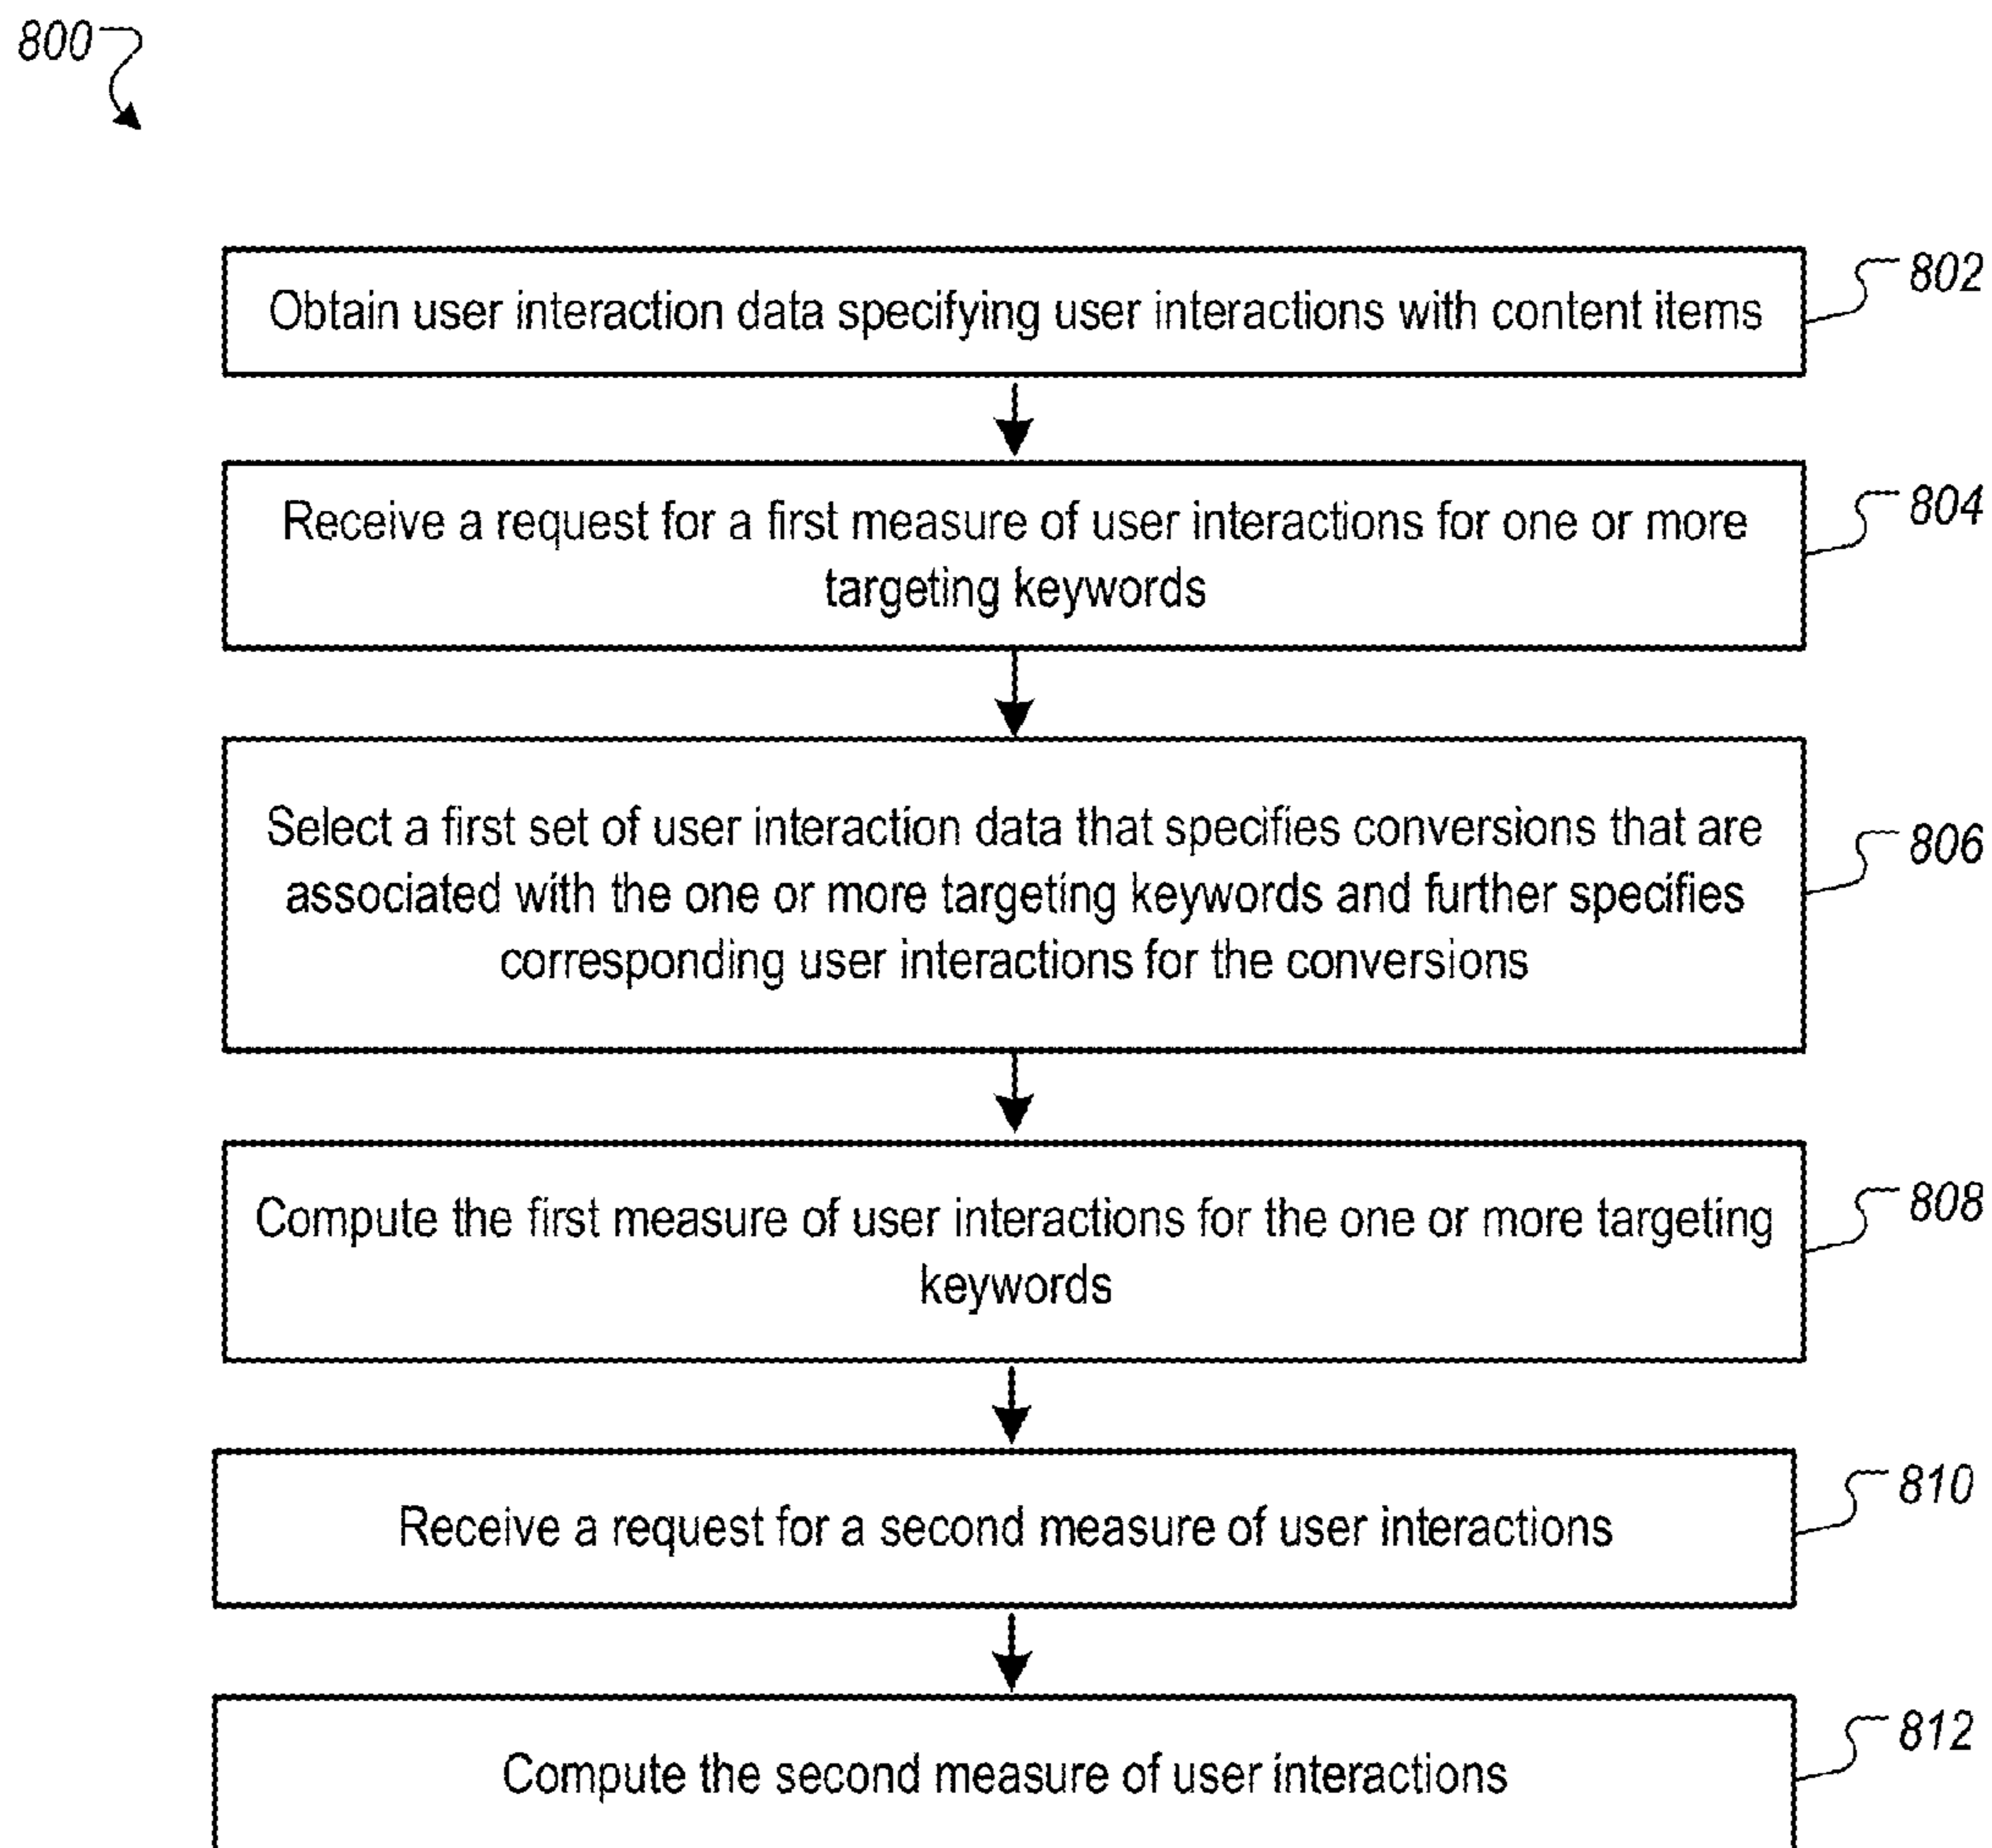 800
Obtain user interaction data specifying user interactions with content items
802
Receive a request for a first measure of user interactions for one or more
targeting keywords
804
Select a first set of user interaction data that specifies conversions that are
associated with the one or more targeting keywords and further specifies
corresponding user interactions for the conversions
806
Compute the first measure of user interactions for the one or more targeting
keywords
808
Receive a request for a second measure of user interactions
810
Compute the second measure of user interactions
812